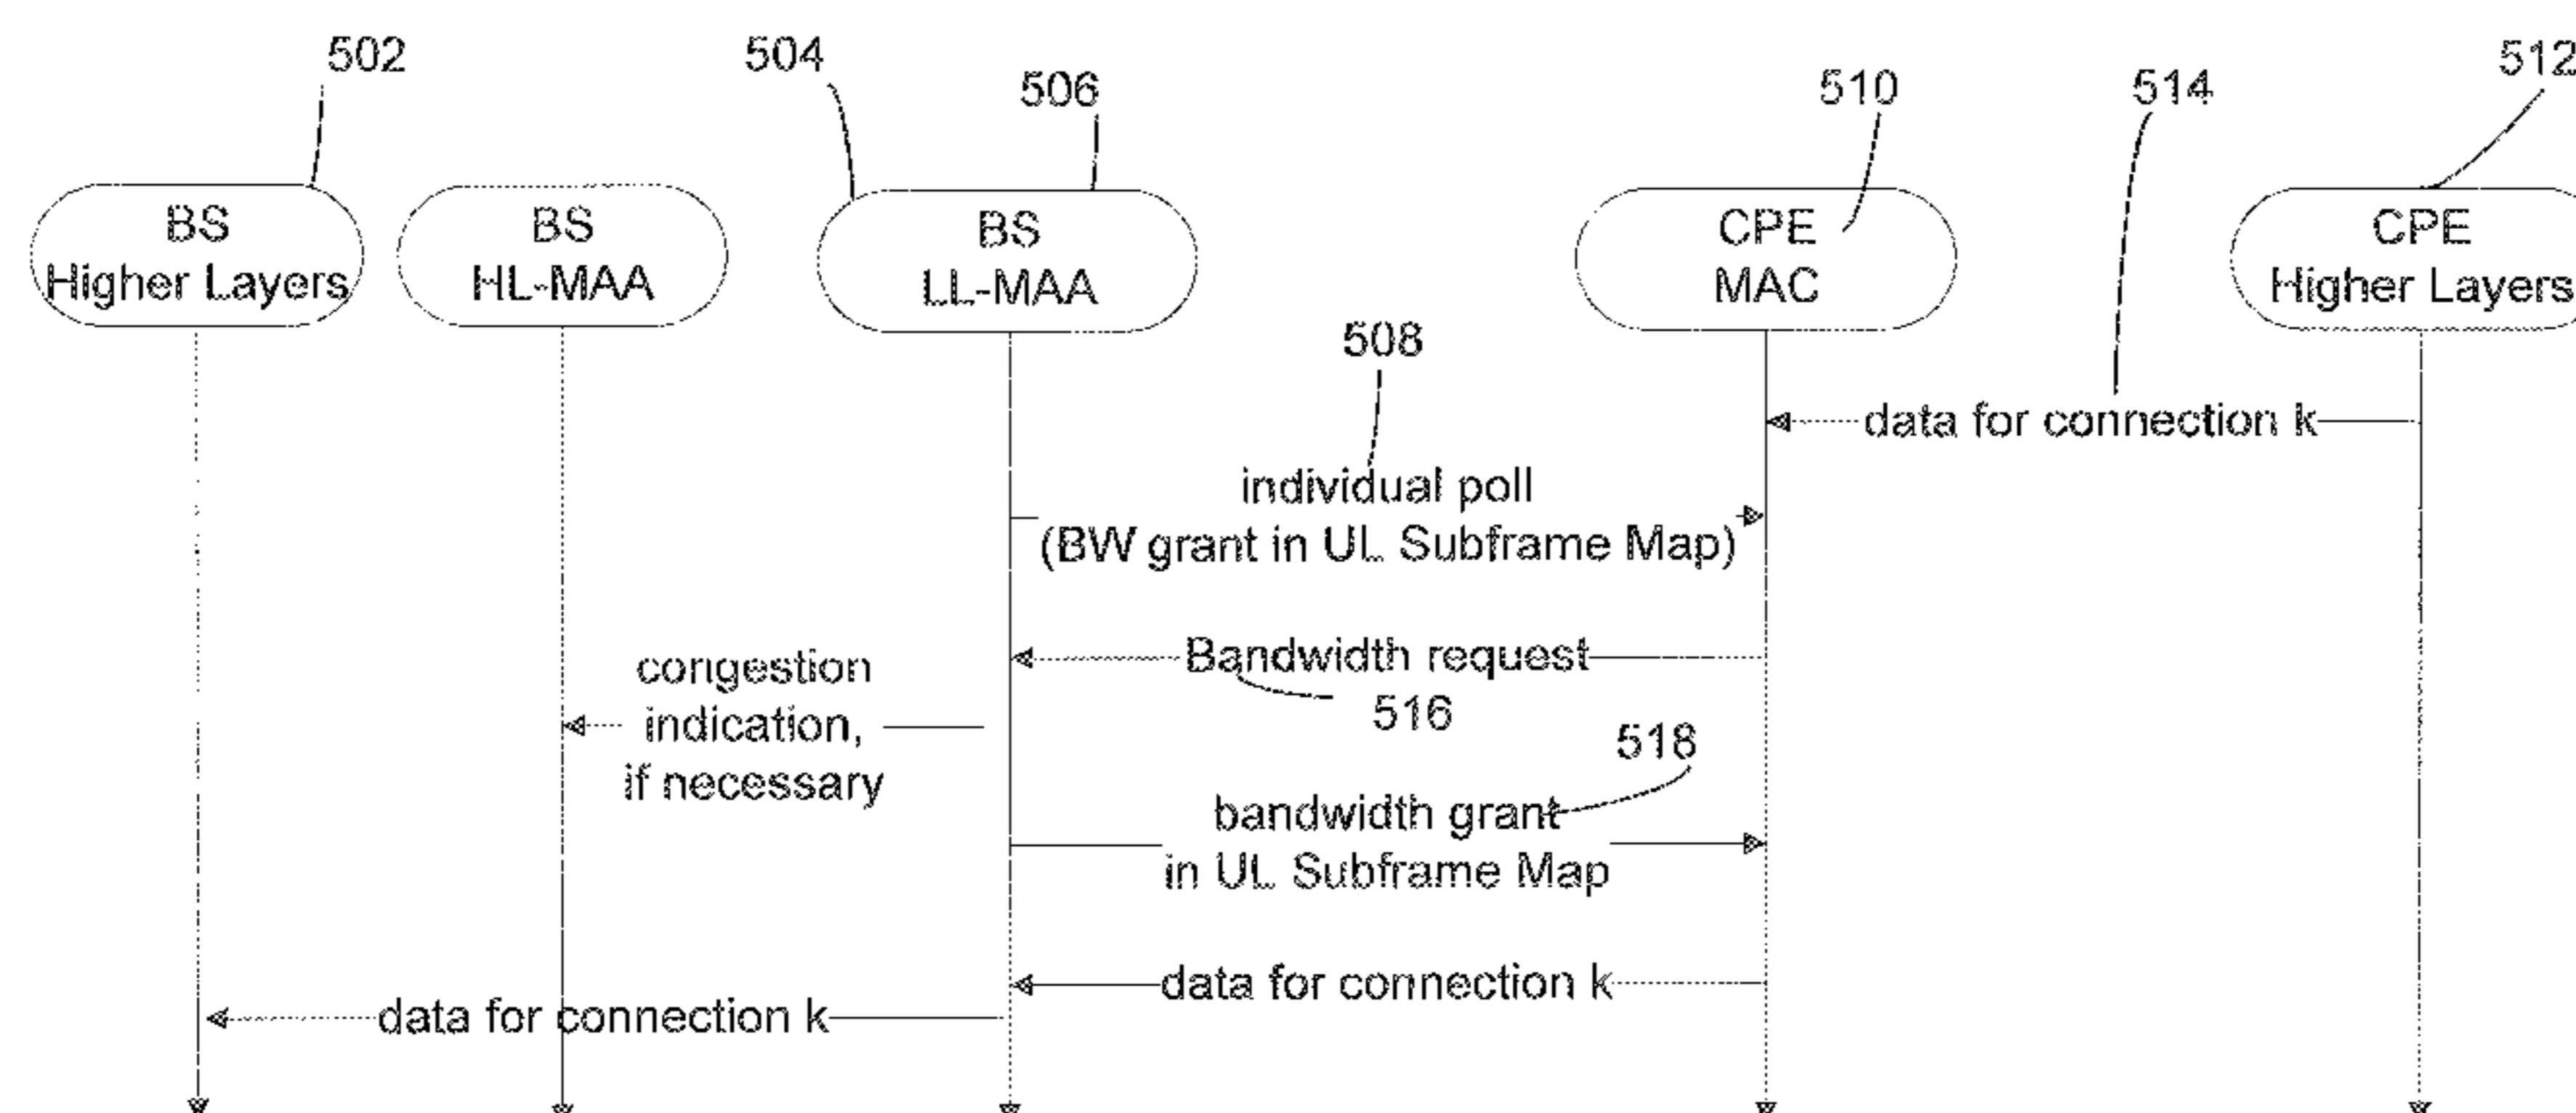 502
504
506
510
514
512
BS
Higher Layers
BS
HL-MAA
BS
LL-MAA
CPE
MAC
CPE
Higher Layers
508
data for connection k
individual poll
(BW grant in UL Subframe Map)
Bandwidth request
516
congestion
indication,
if necessary
518
bandwidth grant
in UL Subframe Map
data for connection k
data for connection k